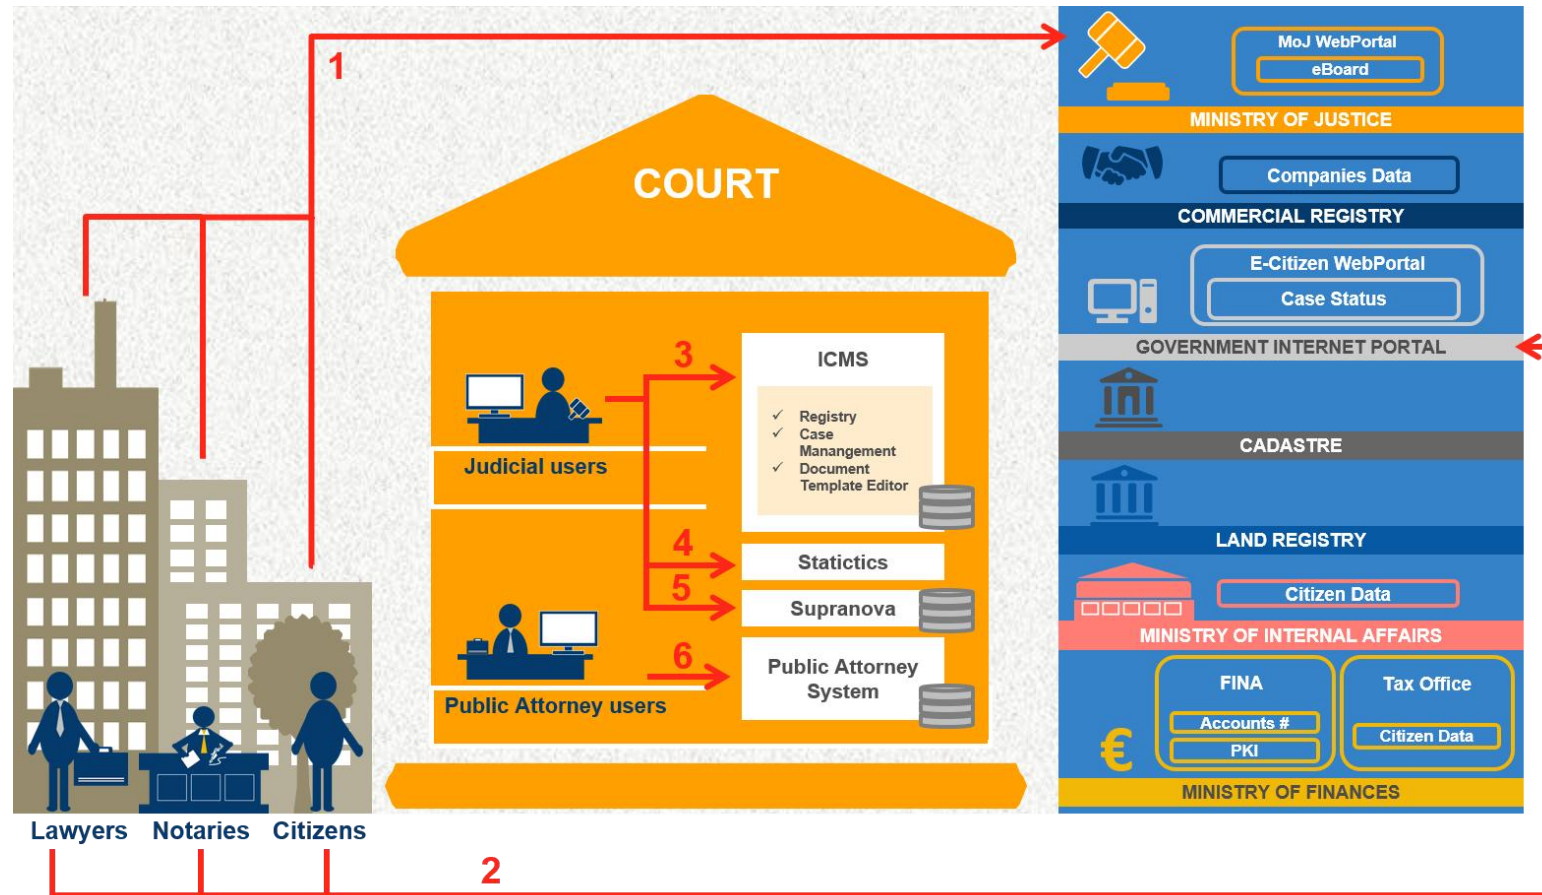 1
MoJ WebPortal
eBoard
MINISTRY OF JUSTICE
COURT
Companies Data
COMMERCIAL REGISTRY
E-Citizen WebPortal
Case Status
GOVERNMENT INTERNET PORTAL
3
ICMS
✓ Registry
✓ Case
Manangement
✓ Document
Template Editor
Judicial users
CADASTRE
LAND REGISTRY
4
Statictics
5
Supranova
Citizen Data
MINISTRY OF INTERNAL AFFAIRS
6
Public Attorney
System
Public Attorney users
FINA
Accounts #
PKI
Tax Office
Citizen Data
€
MINISTRY OF FINANCES
Lawyers
Notaries
Citizens
2